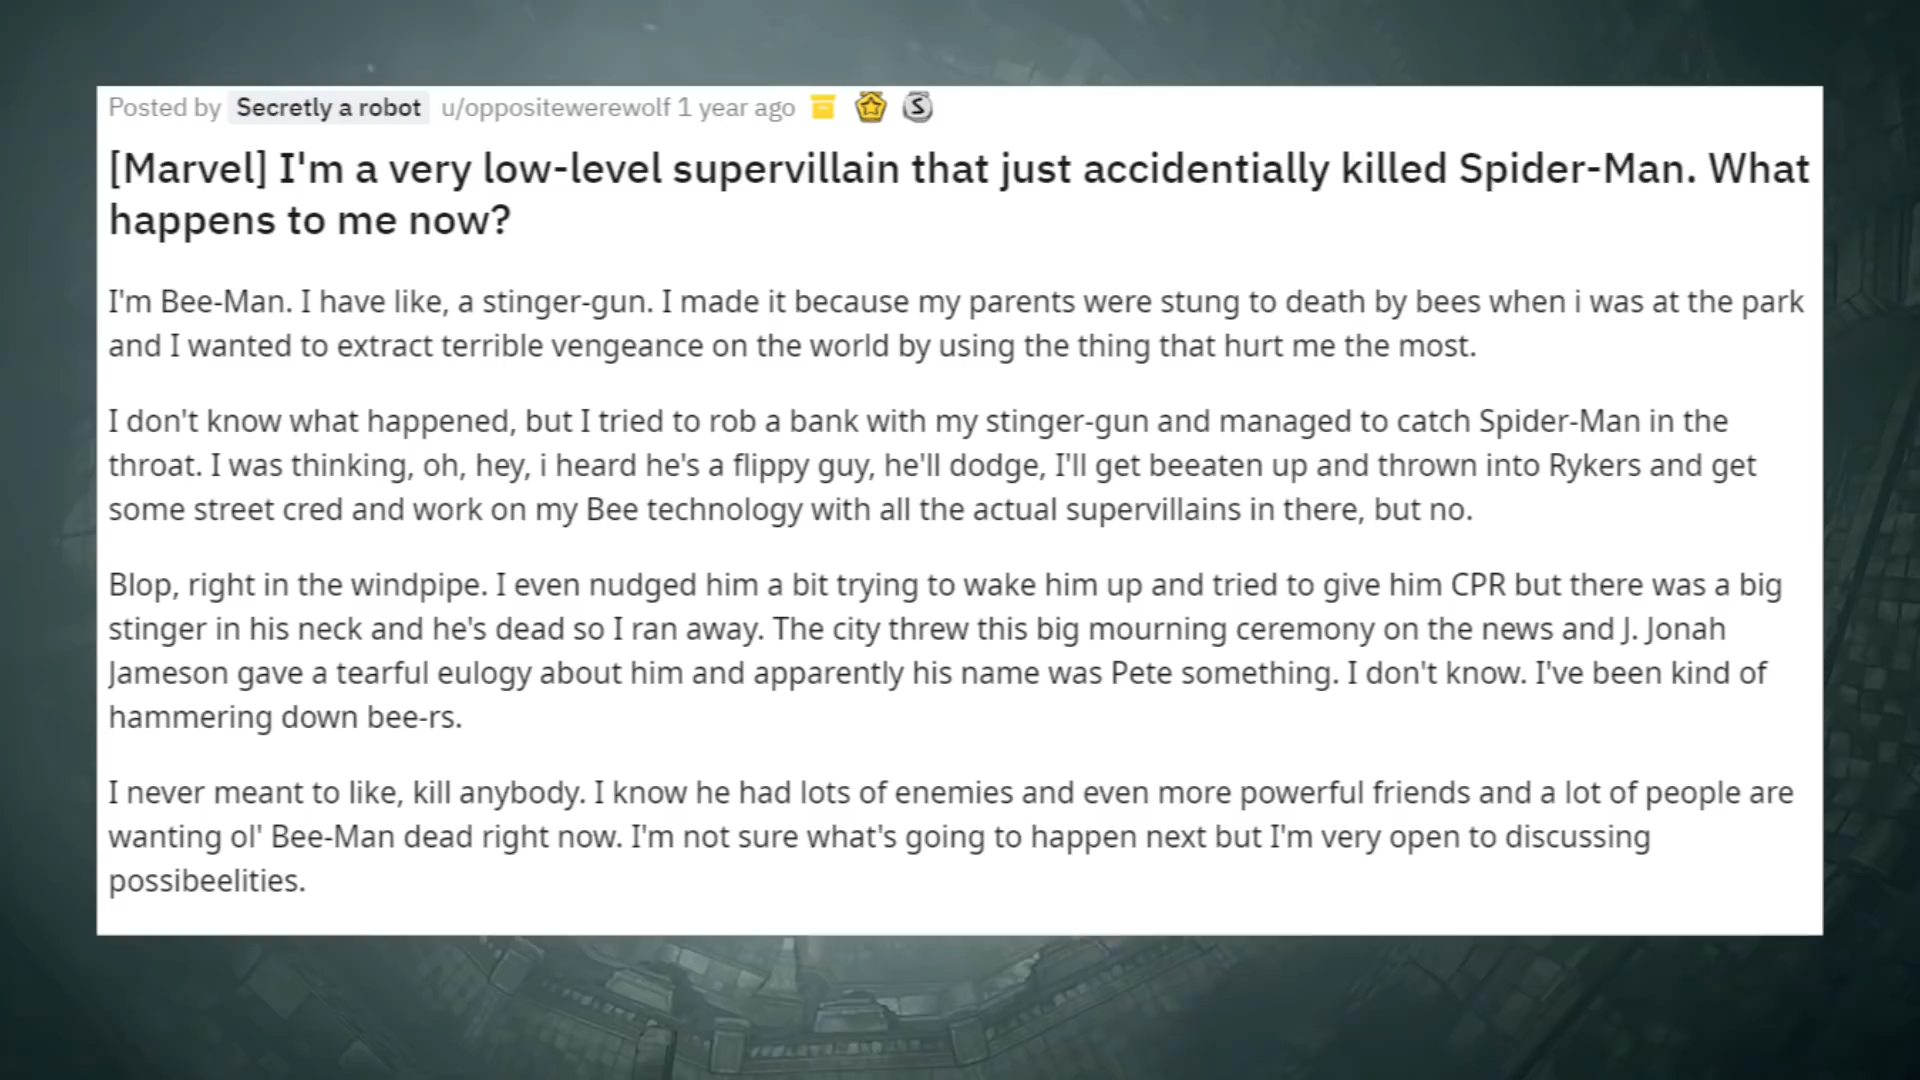 Posted by Secretly a robot u/oppositewerewolf 1 year ago
[Marvel] I'm a very low-level supervillain that just accidentially killed Spider-Man. What
happens to me now?
I'm Bee-Man. I have like, a stinger-gun. I made it because my parents were stung to death by bees when i was at the park
and I wanted to extract terrible vengeance on the world by using the thing that hurt me the most.
I don't know what happened, but I tried to rob a bank with my stinger-gun and managed to catch Spider-Man in the
throat. I was thinking, oh, hey, i heard he's a flippy guy, he'll dodge, I'll get beeaten up and thrown into Rykers and get
some street cred and work on my Bee technology with all the actual supervillains in there, but no.
Blop, right in the windpipe. I even nudged him a bit trying to wake him up and tried to give him CPR but there was a big
stinger in his neck and he's dead so I ran away. The city threw this big mourning ceremony on the news and J. Jonah
Jameson gave a tearful eulogy about him and apparently his name was Pete something. I don't know. I've been kind of
hammering down bee-rs.
I never meant to like, kill anybody. I know he had lots of enemies and even more powerful friends and a lot of people are
wanting ol' Bee-Man dead right now. I'm not sure what's going to happen next but I'm very open to discussing
possibeelities.